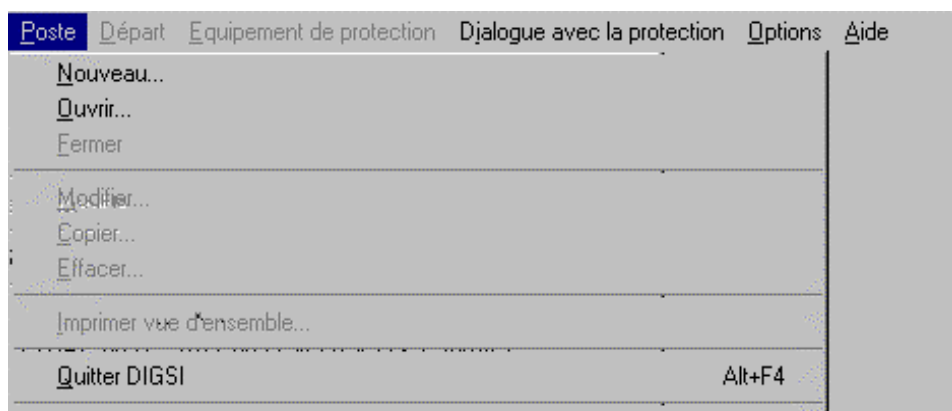 Poste Départ Equipement de protection Dialogue avec la protection Options Aide
Nouveau...
Ouvrir...
Fermer
Modifier...
Copier...
Effacer...
Imprimer vue d'ensemble...
Quitter DIGSI Alt+F4